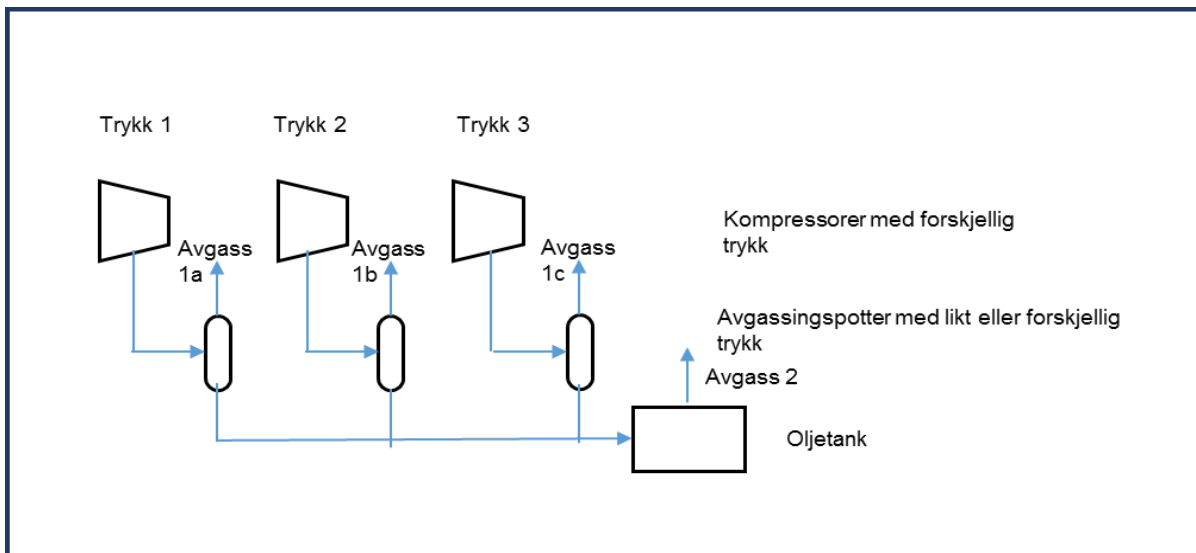 Trykk 1
Trykk 2
Trykk 3
Avgass
1a
Avgass
1b
Avgass
1c
Kompressorer med forskjellig
trykk
Avgassingspotter med likt eller forskjellig
trykk
Avgass 2
Oljetank